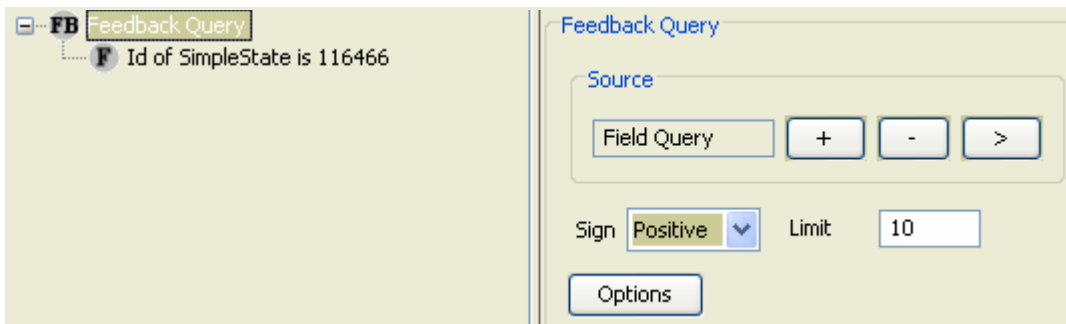 FB Feedback Query
F Id of SimpleState is 116466
Feedback Query
Source
Field Query + - >
Sign Positive Limit 10
Options